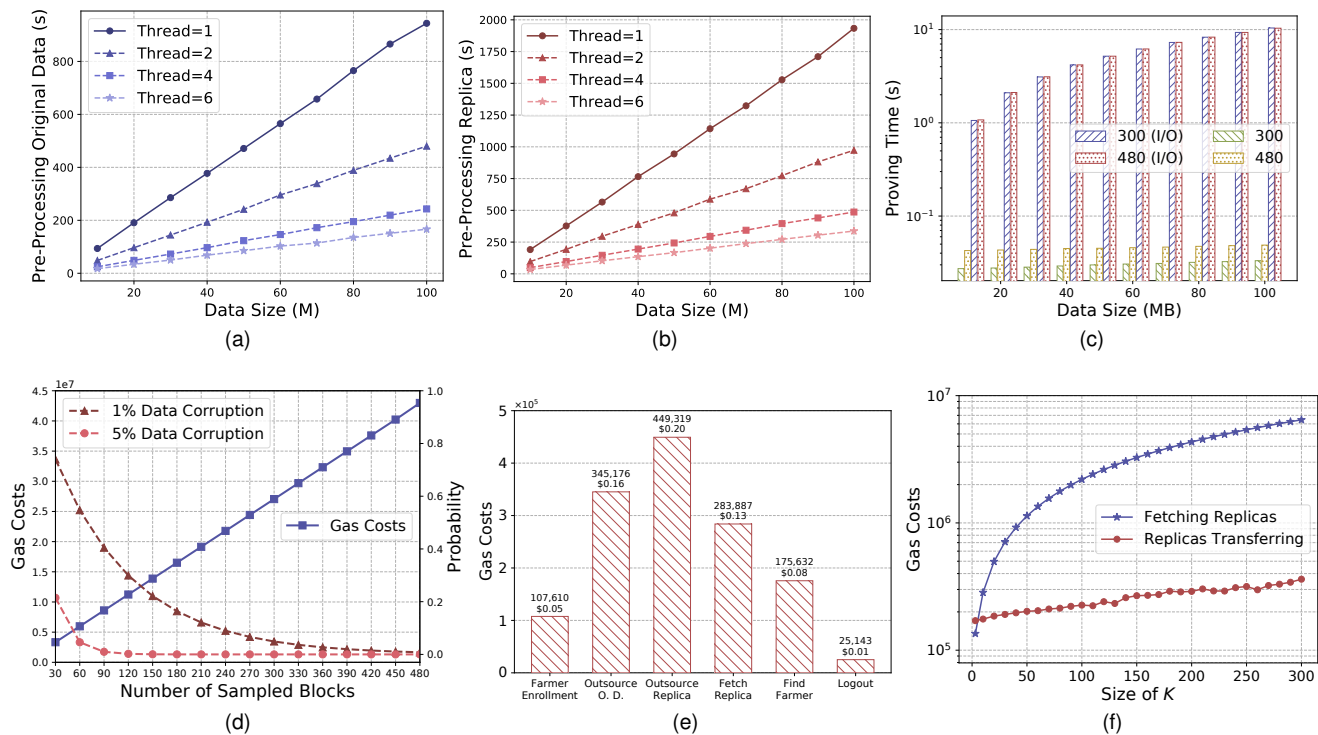 Pre-Processing Original Data (s)
800
600
400
200
0
Thread=1
Thread=2
Thread=4
Thread=6
20 40 60 80 100
Data Size (M)
(a)
Pre-Processing Replica (s)
2000
1750
1500
1250
1000
750
500
250
0
Thread=1
Thread=2
Thread=4
Thread=6
20 40 60 80 100
Data Size (M)
(b)
Proving Time (s)
10¹
10⁰
10⁻¹
300 (I/O) 300
480 (I/O) 480
20 40 60 80 100
Data Size (MB)
(c)
1e7
Gas Costs
4.5
4.0
3.5
3.0
2.5
2.0
1.5
1.0
0.5
0.0
1% Data Corruption
5% Data Corruption
Gas Costs
1.0
0.8
0.6
0.4
0.2
0.0
Probability
30 60 90 120 150 180 210 240 270 300 330 360 390 420 450 480
Number of Sampled Blocks
(d)
×10⁵
Gas Costs
5
4
3
2
1
0
107,610
$0.05
345,176
$0.16
449,319
$0.20
283,887
$0.13
175,632
$0.08
25,143
$0.01
Farmer
Enrollment
Outsource
O. D.
Outsource
Replica
Fetch
Replica
Find
Farmer
Logout
(e)
Gas Costs
10⁷
10⁶
10⁵
Fetching Replicas
Replicas Transferring
0 50 100 150 200 250 300
Size of K
(f)